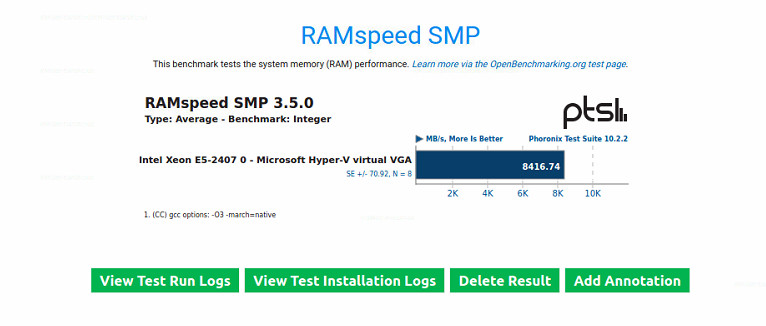 RAMspeed SMP
This benchmark tests the system memory (RAM) performance. Learn more via the OpenBenchmarking.org test page.
RAMspeed SMP 3.5.0
Type: Average - Benchmark: Integer
ptsl
MB/s, More Is Better
Phoronix Test Suite 10.2.2
Intel Xeon E5-2407 0 - Microsoft Hyper-V virtual VGA
8416.74
SE +/- 70.92, N = 8
2K 4K 6K 8K 10K
1. (CC) gcc options: -O3 -march=native
View Test Run Logs
View Test Installation Logs
Delete Result
Add Annotation